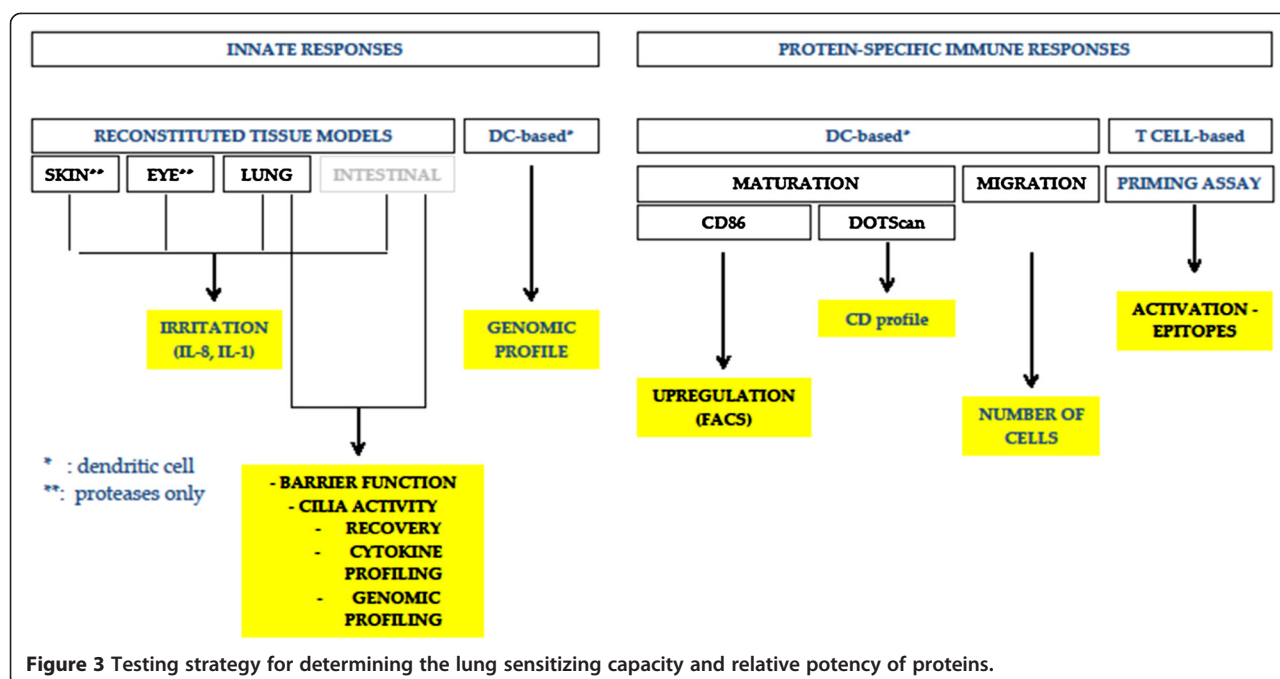 INNATE RESPONSES
PROTEIN-SPECIFIC IMMUNE RESPONSES
RECONSTITUTED TISSUE MODELS
DC-based*
DC-based*
T CELL-based
SKIN**
EYE**
LUNG
INTESTINAL
MATURATION
MIGRATION
PRIMING ASSAY
CD86
DOTScan
IRRITATION
(IL-8, IL-1)
GENOMIC
PROFILE
CD profile
ACTIVATION -
EPITOPES
UPREGULATION
(FACS)
NUMBER OF
CELLS
* : dendritic cell
**: proteases only
- BARRIER FUNCTION
- CILIA ACTIVITY
- RECOVERY
- CYTOKINE
PROFILING
- GENOMIC
PROFILING
Figure 3 Testing strategy for determining the lung sensitizing capacity and relative potency of proteins.